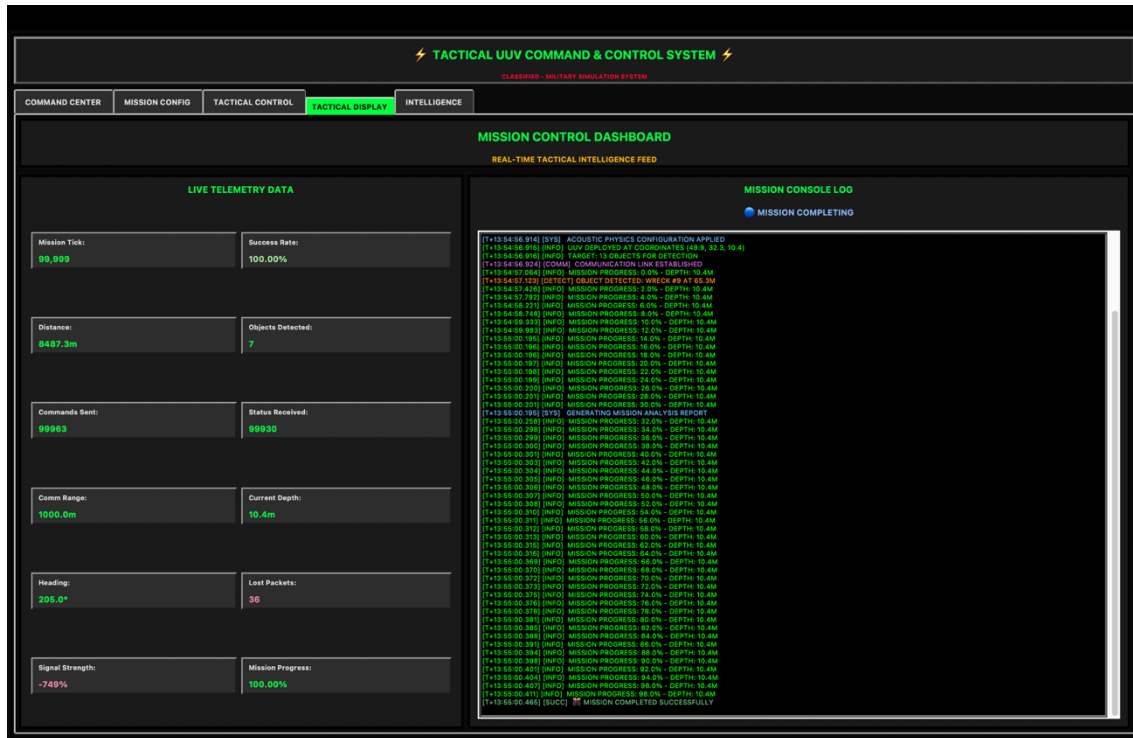 ⚡ TACTICAL UUV COMMAND & CONTROL SYSTEM ⚡
CLASSIFIED - MILITARY SIMULATION SYSTEM
COMMAND CENTER
MISSION CONFIG
TACTICAL CONTROL
TACTICAL DISPLAY
INTELLIGENCE
MISSION CONTROL DASHBOARD
REAL-TIME TACTICAL INTELLIGENCE FEED
LIVE TELEMETRY DATA
Mission Tick:
99,999
Success Rate:
100.00%
Distance:
8487.3m
Objects Detected:
7
Commands Sent:
99963
Status Received:
99930
Comm Range:
1000.0m
Current Depth:
10.4m
Heading:
205.0°
Lost Packets:
36
Signal Strength:
-749%
Mission Progress:
100.00%
MISSION CONSOLE LOG
MISSION COMPLETING
[T+13:54:56.914] [SYS] ACOUSTIC PHYSICS CONFIGURATION APPLIED
[T+13:54:56.915] [INFO] UUV DEPLOYED AT COORDINATES (49.9, 32.3, 10.4)
[T+13:54:56.916] [INFO] TARGET: 13 OBJECTS FOR DETECTION
[T+13:54:56.924] [COMM] COMMUNICATION LINK ESTABLISHED
[T+13:54:57.064] [INFO] MISSION PROGRESS: 0.0% - DEPTH: 10.4M
[T+13:54:57.123] [DETECT] OBJECT DETECTED: WRECK #9 AT 65.3M
[T+13:54:57.426] [INFO] MISSION PROGRESS: 2.0% - DEPTH: 10.4M
[T+13:54:57.792] [INFO] MISSION PROGRESS: 4.0% - DEPTH: 10.4M
[T+13:54:58.221] [INFO] MISSION PROGRESS: 6.0% - DEPTH: 10.4M
[T+13:54:58.748] [INFO] MISSION PROGRESS: 8.0% - DEPTH: 10.4M
[T+13:54:59.333] [INFO] MISSION PROGRESS: 10.0% - DEPTH: 10.4M
[T+13:54:59.983] [INFO] MISSION PROGRESS: 12.0% - DEPTH: 10.4M
[T+13:55:00.195] [INFO] MISSION PROGRESS: 14.0% - DEPTH: 10.4M
[T+13:55:00.196] [INFO] MISSION PROGRESS: 16.0% - DEPTH: 10.4M
[T+13:55:00.196] [INFO] MISSION PROGRESS: 18.0% - DEPTH: 10.4M
[T+13:55:00.197] [INFO] MISSION PROGRESS: 20.0% - DEPTH: 10.4M
[T+13:55:00.198] [INFO] MISSION PROGRESS: 22.0% - DEPTH: 10.4M
[T+13:55:00.199] [INFO] MISSION PROGRESS: 24.0% - DEPTH: 10.4M
[T+13:55:00.200] [INFO] MISSION PROGRESS: 26.0% - DEPTH: 10.4M
[T+13:55:00.201] [INFO] MISSION PROGRESS: 28.0% - DEPTH: 10.4M
[T+13:55:00.201] [INFO] MISSION PROGRESS: 30.0% - DEPTH: 10.4M
[T+13:55:00.195] [SYS] GENERATING MISSION ANALYSIS REPORT
[T+13:55:00.258] [INFO] MISSION PROGRESS: 32.0% - DEPTH: 10.4M
[T+13:55:00.298] [INFO] MISSION PROGRESS: 34.0% - DEPTH: 10.4M
[T+13:55:00.299] [INFO] MISSION PROGRESS: 36.0% - DEPTH: 10.4M
[T+13:55:00.300] [INFO] MISSION PROGRESS: 38.0% - DEPTH: 10.4M
[T+13:55:00.301] [INFO] MISSION PROGRESS: 40.0% - DEPTH: 10.4M
[T+13:55:00.303] [INFO] MISSION PROGRESS: 42.0% - DEPTH: 10.4M
[T+13:55:00.304] [INFO] MISSION PROGRESS: 44.0% - DEPTH: 10.4M
[T+13:55:00.305] [INFO] MISSION PROGRESS: 46.0% - DEPTH: 10.4M
[T+13:55:00.306] [INFO] MISSION PROGRESS: 48.0% - DEPTH: 10.4M
[T+13:55:00.307] [INFO] MISSION PROGRESS: 50.0% - DEPTH: 10.4M
[T+13:55:00.308] [INFO] MISSION PROGRESS: 52.0% - DEPTH: 10.4M
[T+13:55:00.310] [INFO] MISSION PROGRESS: 54.0% - DEPTH: 10.4M
[T+13:55:00.311] [INFO] MISSION PROGRESS: 56.0% - DEPTH: 10.4M
[T+13:55:00.312] [INFO] MISSION PROGRESS: 58.0% - DEPTH: 10.4M
[T+13:55:00.313] [INFO] MISSION PROGRESS: 60.0% - DEPTH: 10.4M
[T+13:55:00.315] [INFO] MISSION PROGRESS: 62.0% - DEPTH: 10.4M
[T+13:55:00.316] [INFO] MISSION PROGRESS: 64.0% - DEPTH: 10.4M
[T+13:55:00.369] [INFO] MISSION PROGRESS: 66.0% - DEPTH: 10.4M
[T+13:55:00.370] [INFO] MISSION PROGRESS: 68.0% - DEPTH: 10.4M
[T+13:55:00.372] [INFO] MISSION PROGRESS: 70.0% - DEPTH: 10.4M
[T+13:55:00.373] [INFO] MISSION PROGRESS: 72.0% - DEPTH: 10.4M
[T+13:55:00.375] [INFO] MISSION PROGRESS: 74.0% - DEPTH: 10.4M
[T+13:55:00.376] [INFO] MISSION PROGRESS: 76.0% - DEPTH: 10.4M
[T+13:55:00.378] [INFO] MISSION PROGRESS: 78.0% - DEPTH: 10.4M
[T+13:55:00.381] [INFO] MISSION PROGRESS: 80.0% - DEPTH: 10.4M
[T+13:55:00.385] [INFO] MISSION PROGRESS: 82.0% - DEPTH: 10.4M
[T+13:55:00.388] [INFO] MISSION PROGRESS: 84.0% - DEPTH: 10.4M
[T+13:55:00.391] [INFO] MISSION PROGRESS: 86.0% - DEPTH: 10.4M
[T+13:55:00.394] [INFO] MISSION PROGRESS: 88.0% - DEPTH: 10.4M
[T+13:55:00.398] [INFO] MISSION PROGRESS: 90.0% - DEPTH: 10.4M
[T+13:55:00.401] [INFO] MISSION PROGRESS: 92.0% - DEPTH: 10.4M
[T+13:55:00.404] [INFO] MISSION PROGRESS: 94.0% - DEPTH: 10.4M
[T+13:55:00.407] [INFO] MISSION PROGRESS: 96.0% - DEPTH: 10.4M
[T+13:55:00.411] [INFO] MISSION PROGRESS: 98.0% - DEPTH: 10.4M
[T+13:55:00.465] [SUCC] MISSION COMPLETED SUCCESSFULLY